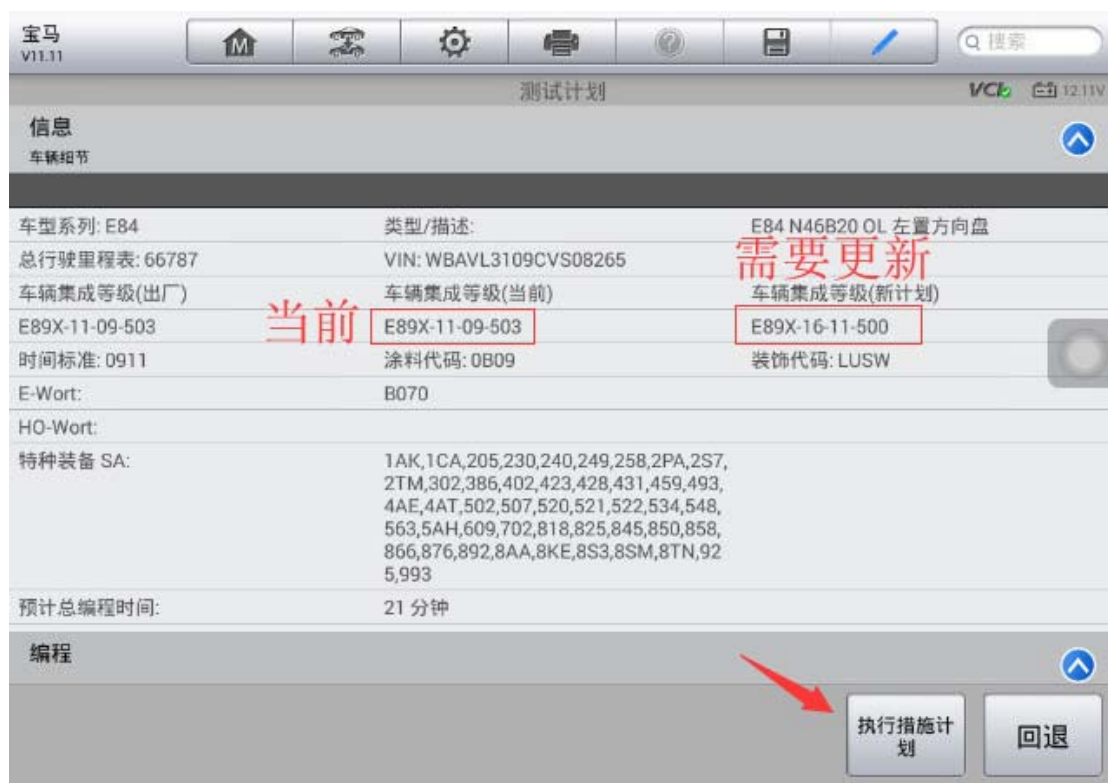 宝马
V11.11
搜索
测试计划
VCI
12.11V
信息
车辆细节
车型系列: E84
类型/描述:
E84 N46B20 OL 左置方向盘
总行驶里程表: 66787
VIN: WBAVL3109CVS08265
需要更新
车辆集成等级(出厂)
车辆集成等级(当前)
车辆集成等级(新计划)
E89X-11-09-503
当前
E89X-11-09-503
E89X-16-11-500
时间标准: 0911
涂料代码: 0B09
装饰代码: LUSW
E-Wort:
B070
HO-Wort:
特种装备 SA:
1AK,1CA,205,230,240,249,258,2PA,2S7,
2TM,302,386,402,423,428,431,459,493,
4AE,4AT,502,507,520,521,522,534,548,
563,5AH,609,702,818,825,845,850,858,
866,876,892,8AA,8KE,8S3,8SM,8TN,92
5,993
预计总编程时间:
21 分钟
编程
执行措施计
划
回退